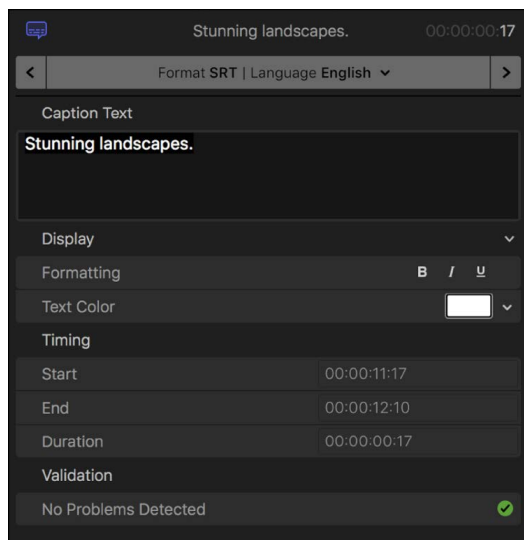 Stunning landscapes. 00:00:00:17
Format SRT | Language English
Caption Text
Stunning landscapes.
Display
Formatting B I U
Text Color
Timing
Start 00:00:11:17
End 00:00:12:10
Duration 00:00:00:17
Validation
No Problems Detected